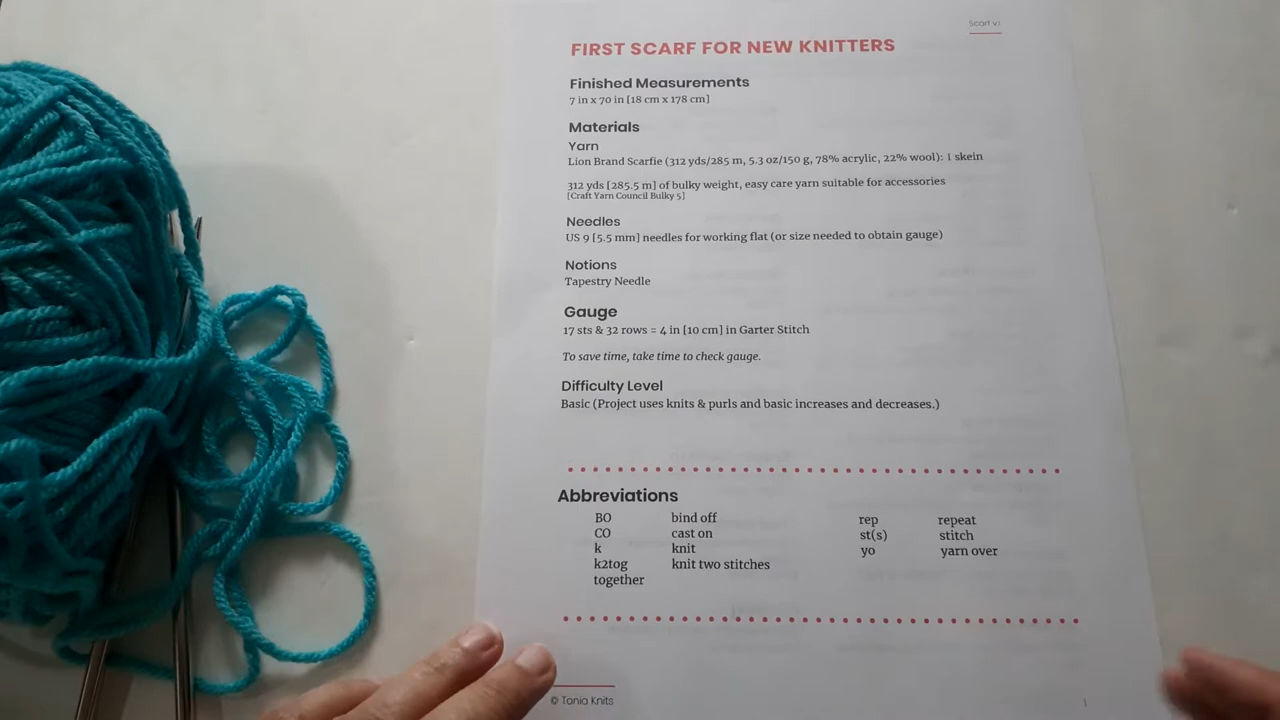 Scarf v1
FIRST SCARF FOR NEW KNITTERS
Finished Measurements
7 in x 70 in [18 cm x 178 cm]
Materials
Yarn
Lion Brand Scarfie (312 yds/285 m, 5.3 oz/150 g, 78% acrylic, 22% wool): 1 skein
312 yds [285.5 m] of bulky weight, easy care yarn suitable for accessories
[Craft Yarn Council Bulky 5]
Needles
US 9 [5.5 mm] needles for working flat (or size needed to obtain gauge)
Notions
Tapestry Needle
Gauge
17 sts & 32 rows = 4 in [10 cm] in Garter Stitch
To save time, take time to check gauge.
Difficulty Level
Basic (Project uses knits & purls and basic increases and decreases.)
Abbreviations
BO bind off rep repeat
CO cast on st(s) stitch
k knit yo yarn over
k2tog knit two stitches
together
© Tonia Knits 1